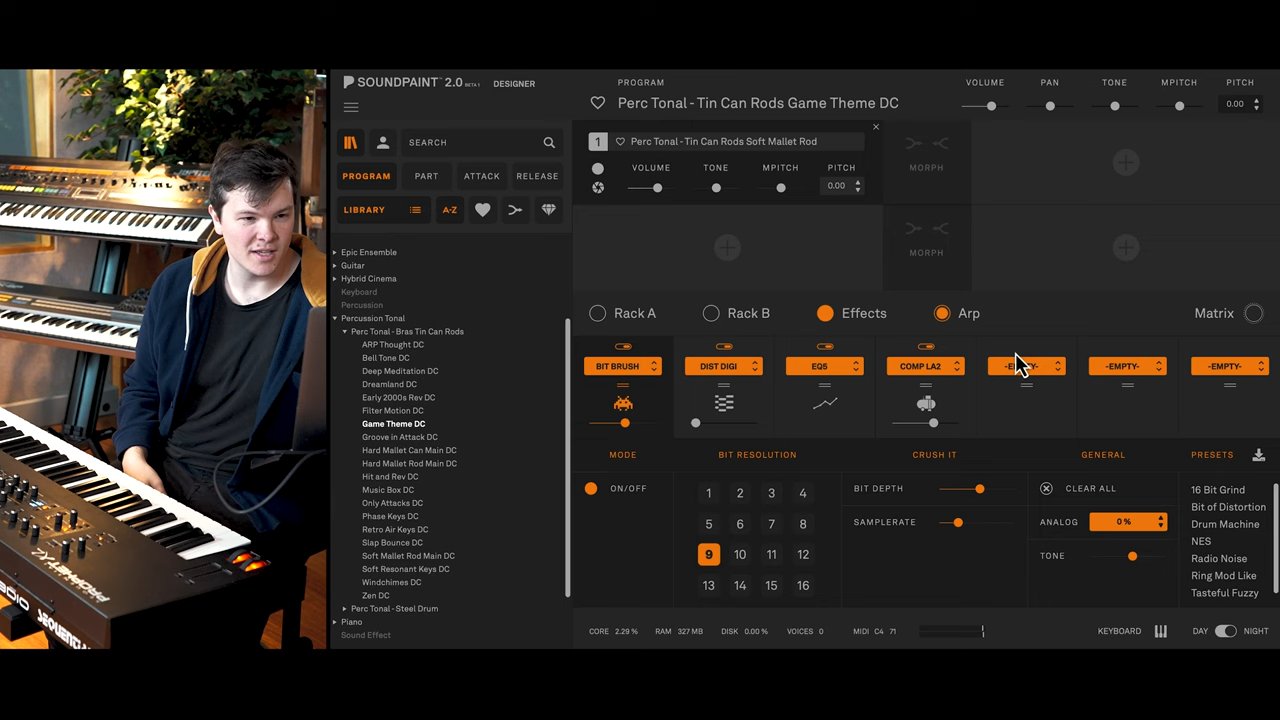 SOUNDPAINT™ 2.0 BETA 1 DESIGNER
SEARCH
PROGRAM PART ATTACK RELEASE
LIBRARY A-Z
Epic Ensemble
Guitar
Hybrid Cinema
Keyboard
Percussion
Percussion Tonal
Perc Tonal - Bras Tin Can Rods
ARP Thought DC
Bell Tone DC
Deep Meditation DC
Dreamland DC
Early 2000s Rev DC
Filter Motion DC
Game Theme DC
Groove in Attack DC
Hard Mallet Can Main DC
Hard Mallet Rod Main DC
Hit and Rev DC
Music Box DC
Only Attacks DC
Phase Keys DC
Retro Air Keys DC
Slap Bounce DC
Soft Mallet Rod Main DC
Soft Resonant Keys DC
Windchimes DC
Zen DC
Perc Tonal - Steel Drum
Piano
Sound Effect
PROGRAM
Perc Tonal - Tin Can Rods Game Theme DC
VOLUME PAN TONE MPITCH PITCH
0.00
1 Perc Tonal - Tin Can Rods Soft Mallet Rod
VOLUME TONE MPITCH PITCH
0.00
MORPH
MORPH
Rack A Rack B Effects Arp Matrix
BIT BRUSH DIST DIGI EQ5 COMP LA2 -EMPTY- -EMPTY-
MODE BIT RESOLUTION CRUSH IT GENERAL PRESETS
ON/OFF
1 2 3 4
5 6 7 8
9 10 11 12
13 14 15 16
BIT DEPTH
SAMPLERATE
CLEAR ALL
ANALOG 0 %
TONE
16 Bit Grind
Bit of Distortion
Drum Machine
NES
Radio Noise
Ring Mod Like
Tasteful Fuzzy
CORE 2.29 % RAM 327 MB DISK 0.00 % VOICES 0 MIDI C4 71 KEYBOARD DAY NIGHT
PROPHET X
SEQUENTIAL